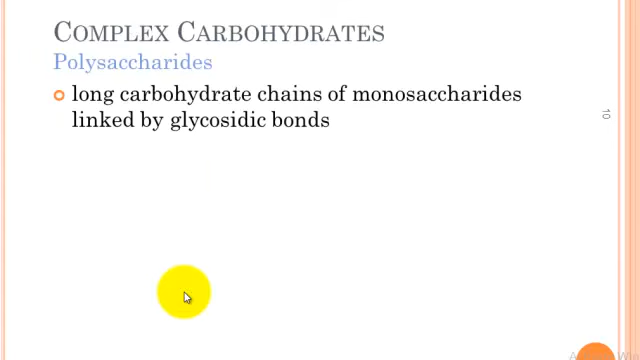 COMPLEX CARBOHYDRATES
Polysaccharides
long carbohydrate chains of monosaccharides
linked by glycosidic bonds
10